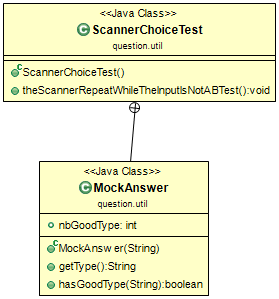 <<Java Class>>
ScannerChoiceTest
question.util
ScannerChoiceTest()
theScannerRepeatWhileTheInputIsNotABTest():void
<<Java Class>>
MockAnswer
question.util
nbGoodType: int
MockAnswer(String)
getType():String
hasGoodType(String):boolean